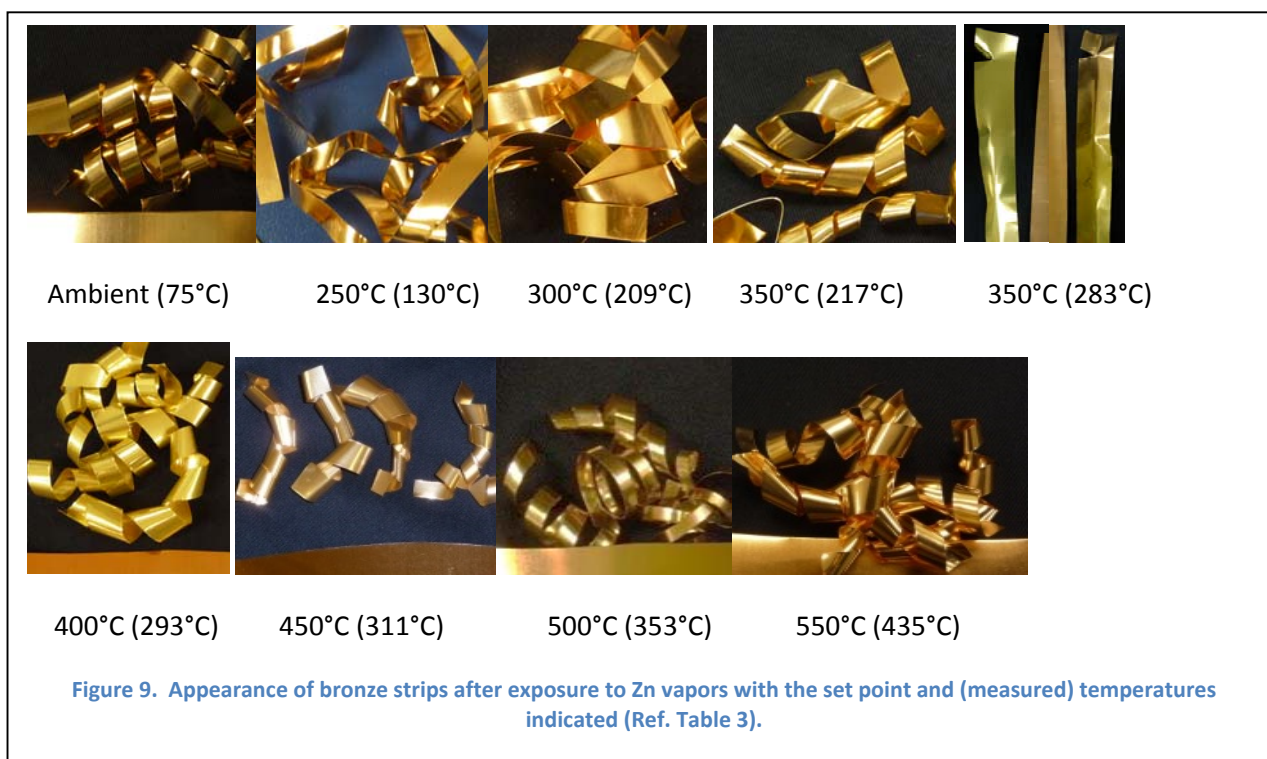 Ambient (75°C) 250°C (130°C) 300°C (209°C) 350°C (217°C) 350°C (283°C)
400°C (293°C) 450°C (311°C) 500°C (353°C) 550°C (435°C)
Figure 9. Appearance of bronze strips after exposure to Zn vapors with the set point and (measured) temperatures
indicated (Ref. Table 3).